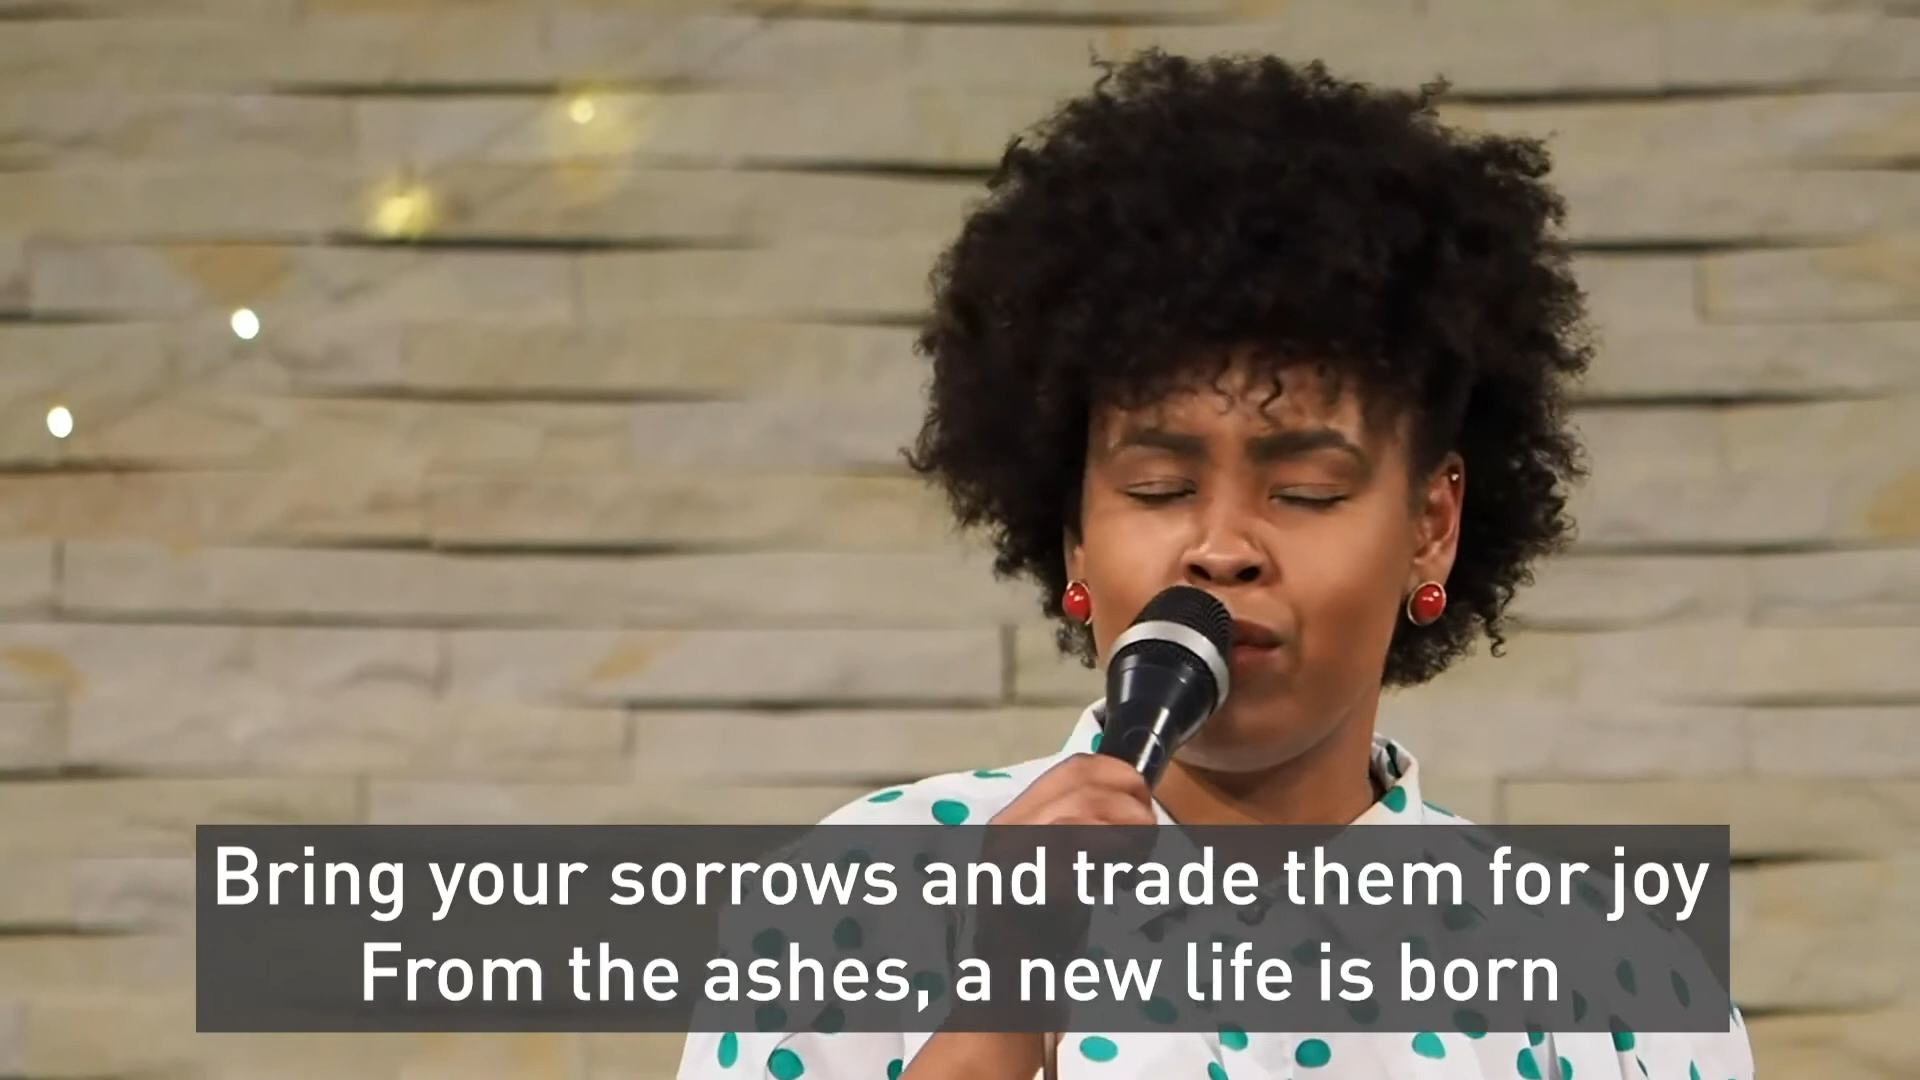 Bring your sorrows and trade them for joy
From the ashes, a new life is born